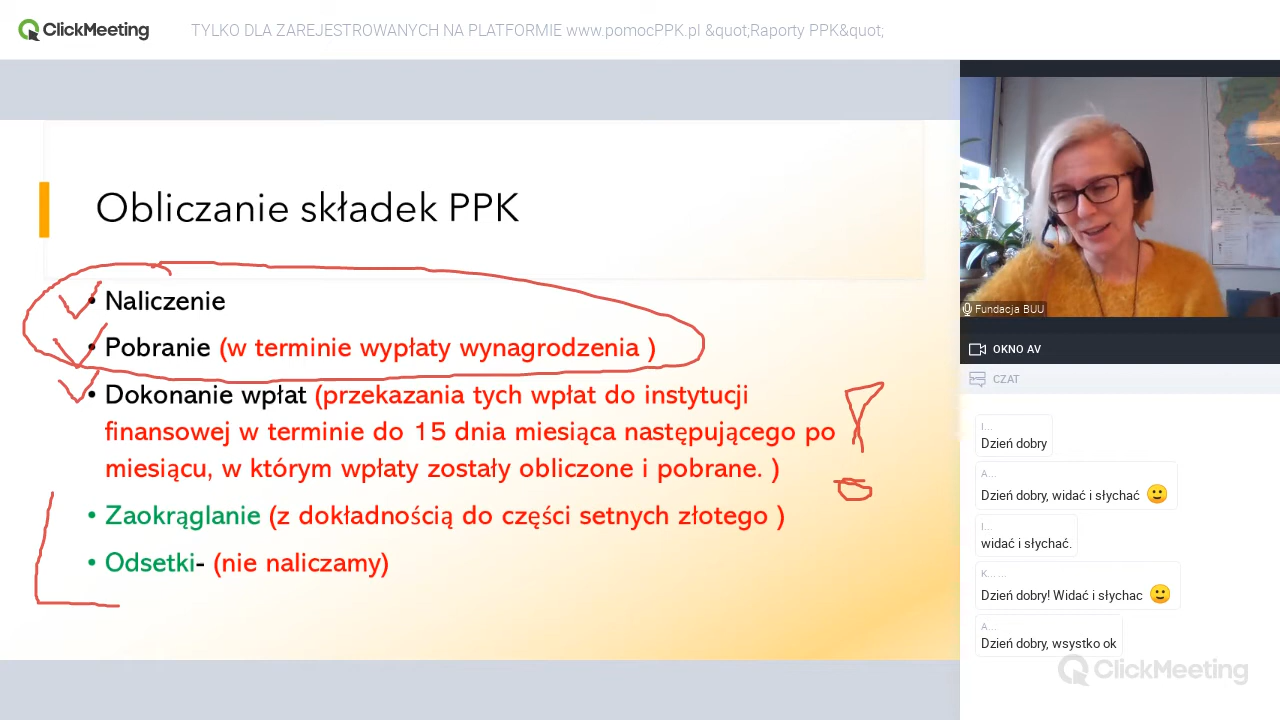 ClickMeeting
TYLKO DLA ZAREJESTROWANYCH NA PLATFORMIE www.pomocPPK.pl &quot;Raporty PPK&quot;
Obliczanie składek PPK
• Naliczenie
• Pobranie (w terminie wypłaty wynagrodzenia )
• Dokonanie wpłat (przekazania tych wpłat do instytucji
finansowej w terminie do 15 dnia miesiąca następującego po
miesiącu, w którym wpłaty zostały obliczone i pobrane. )
• Zaokrąglanie (z dokładnością do części setnych złotego )
• Odsetki- (nie naliczamy)
Fundacja BUU
OKNO AV
CZAT
I...
Dzień dobry
A...
Dzień dobry, widać i słychać 🙂
I...
widać i słychać.
K... ...
Dzień dobry! Widać i słychac 🙂
A...
Dzień dobry, wsystko ok
ClickMeeting